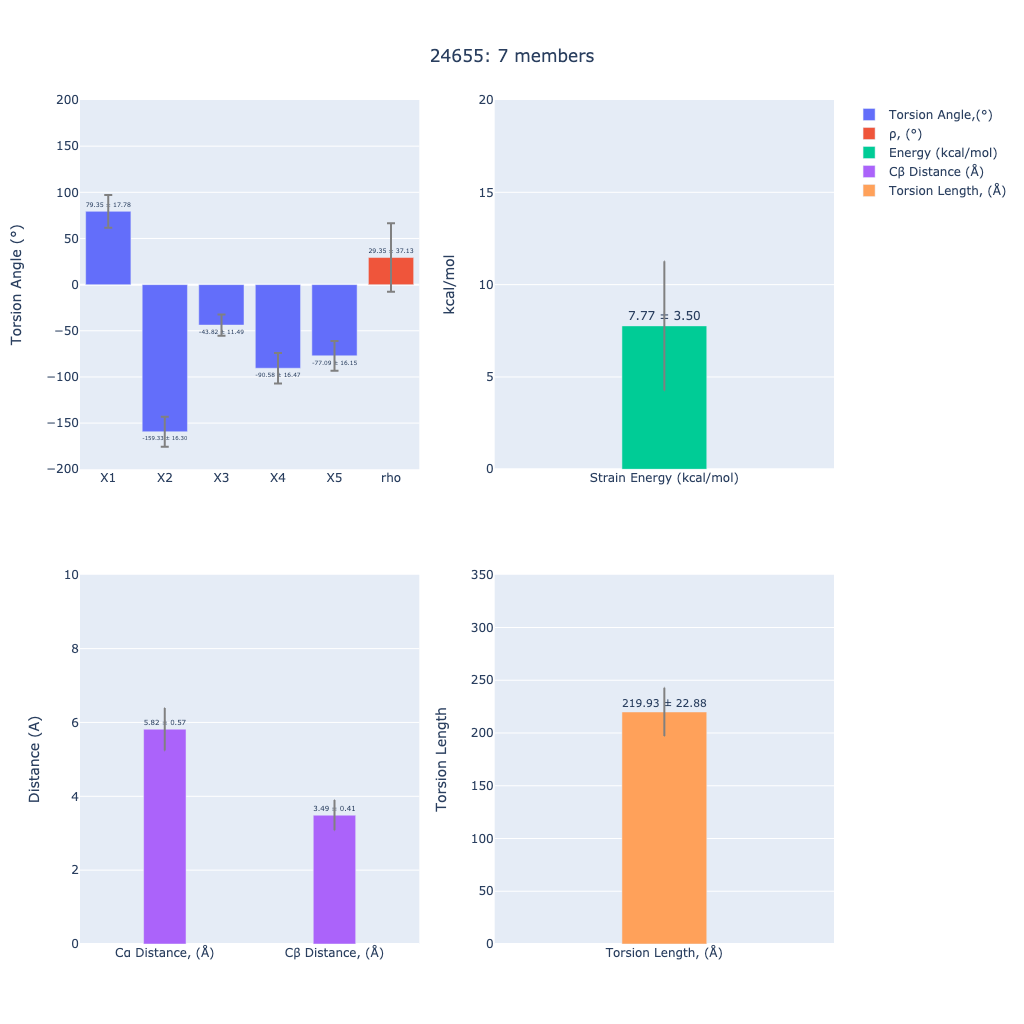 24655: 7 members
Torsion Angle (°)
200
150
100
50
0
−50
−100
−150
−200
79.35 ± 17.78
-159.33 ± 16.30
-43.82 ± 11.49
-90.58 ± 16.47
-77.09 ± 16.15
29.35 ± 37.13
X1 X2 X3 X4 X5 rho
kcal/mol
20
15
10
5
0
7.77 ± 3.50
Strain Energy (kcal/mol)
Torsion Angle,(°)
ρ, (°)
Energy (kcal/mol)
Cβ Distance (Å)
Torsion Length, (Å)
Distance (A)
10
8
6
4
2
0
5.82 ± 0.57
3.49 ± 0.41
Cα Distance, (Å) Cβ Distance, (Å)
Torsion Length
350
300
250
200
150
100
50
0
219.93 ± 22.88
Torsion Length, (Å)